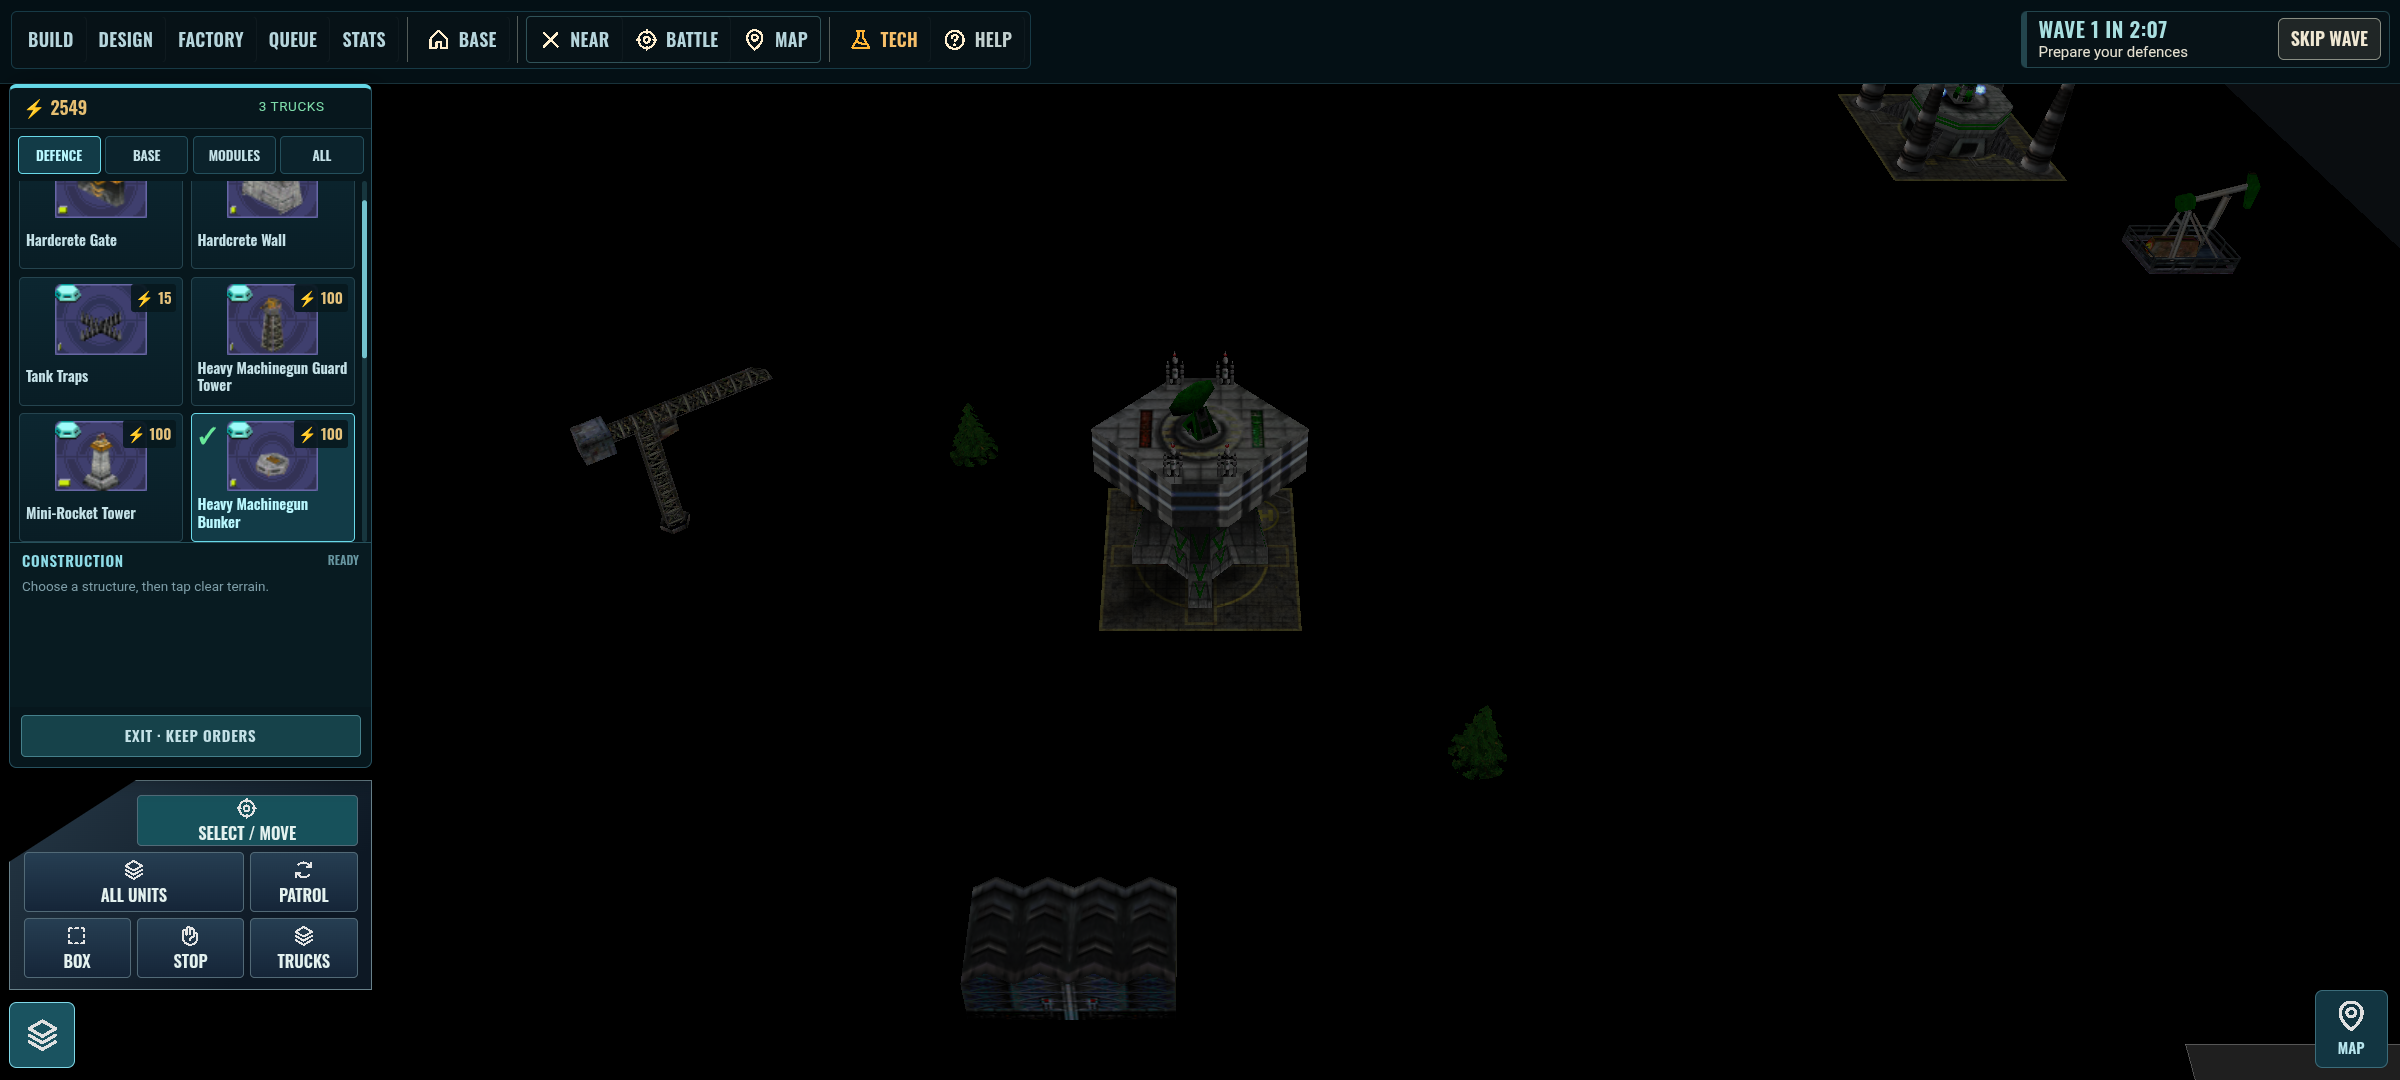 BUILD
DESIGN
FACTORY
QUEUE
STATS
BASE
NEAR
BATTLE
MAP
TECH
HELP
WAVE 1 IN 2:07
Prepare your defences
SKIP WAVE
2549
3 TRUCKS
DEFENCE
BASE
MODULES
ALL
Hardcrete Gate
Hardcrete Wall
15
Tank Traps
100
Heavy Machinegun Guard
Tower
100
Mini-Rocket Tower
100
Heavy Machinegun
Bunker
CONSTRUCTION
READY
Choose a structure, then tap clear terrain.
EXIT · KEEP ORDERS
SELECT / MOVE
ALL UNITS
PATROL
BOX
STOP
TRUCKS
MAP